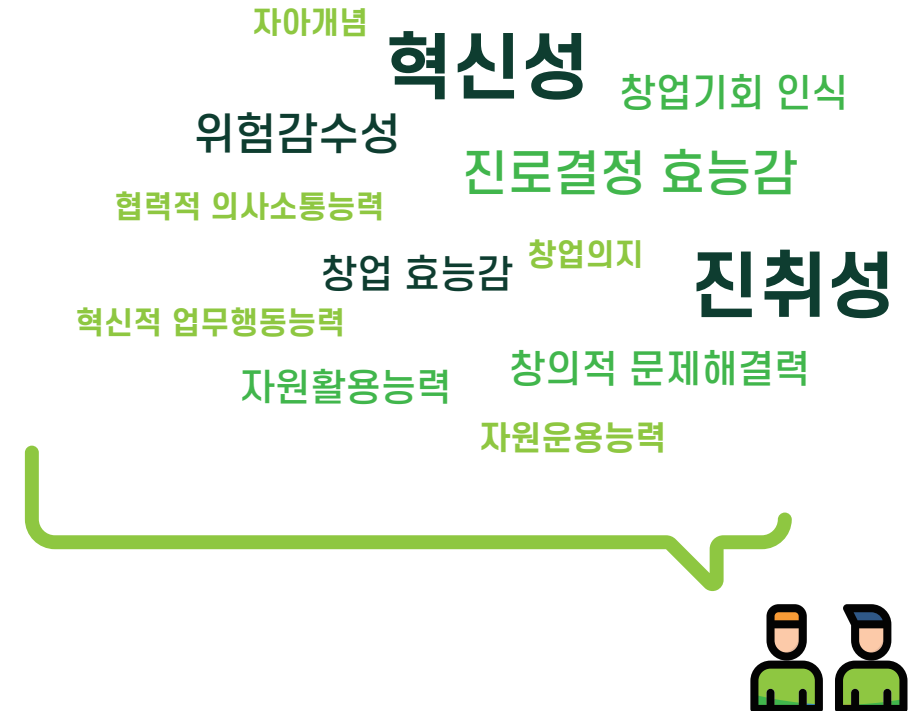 자아개념
혁신성
창업기회 인식
위험감수성
진로결정 효능감
협력적 의사소통능력
창업의지
창업 효능감
진취성
혁신적 업무행동능력
창의적 문제해결력
자원활용능력
자원운용능력